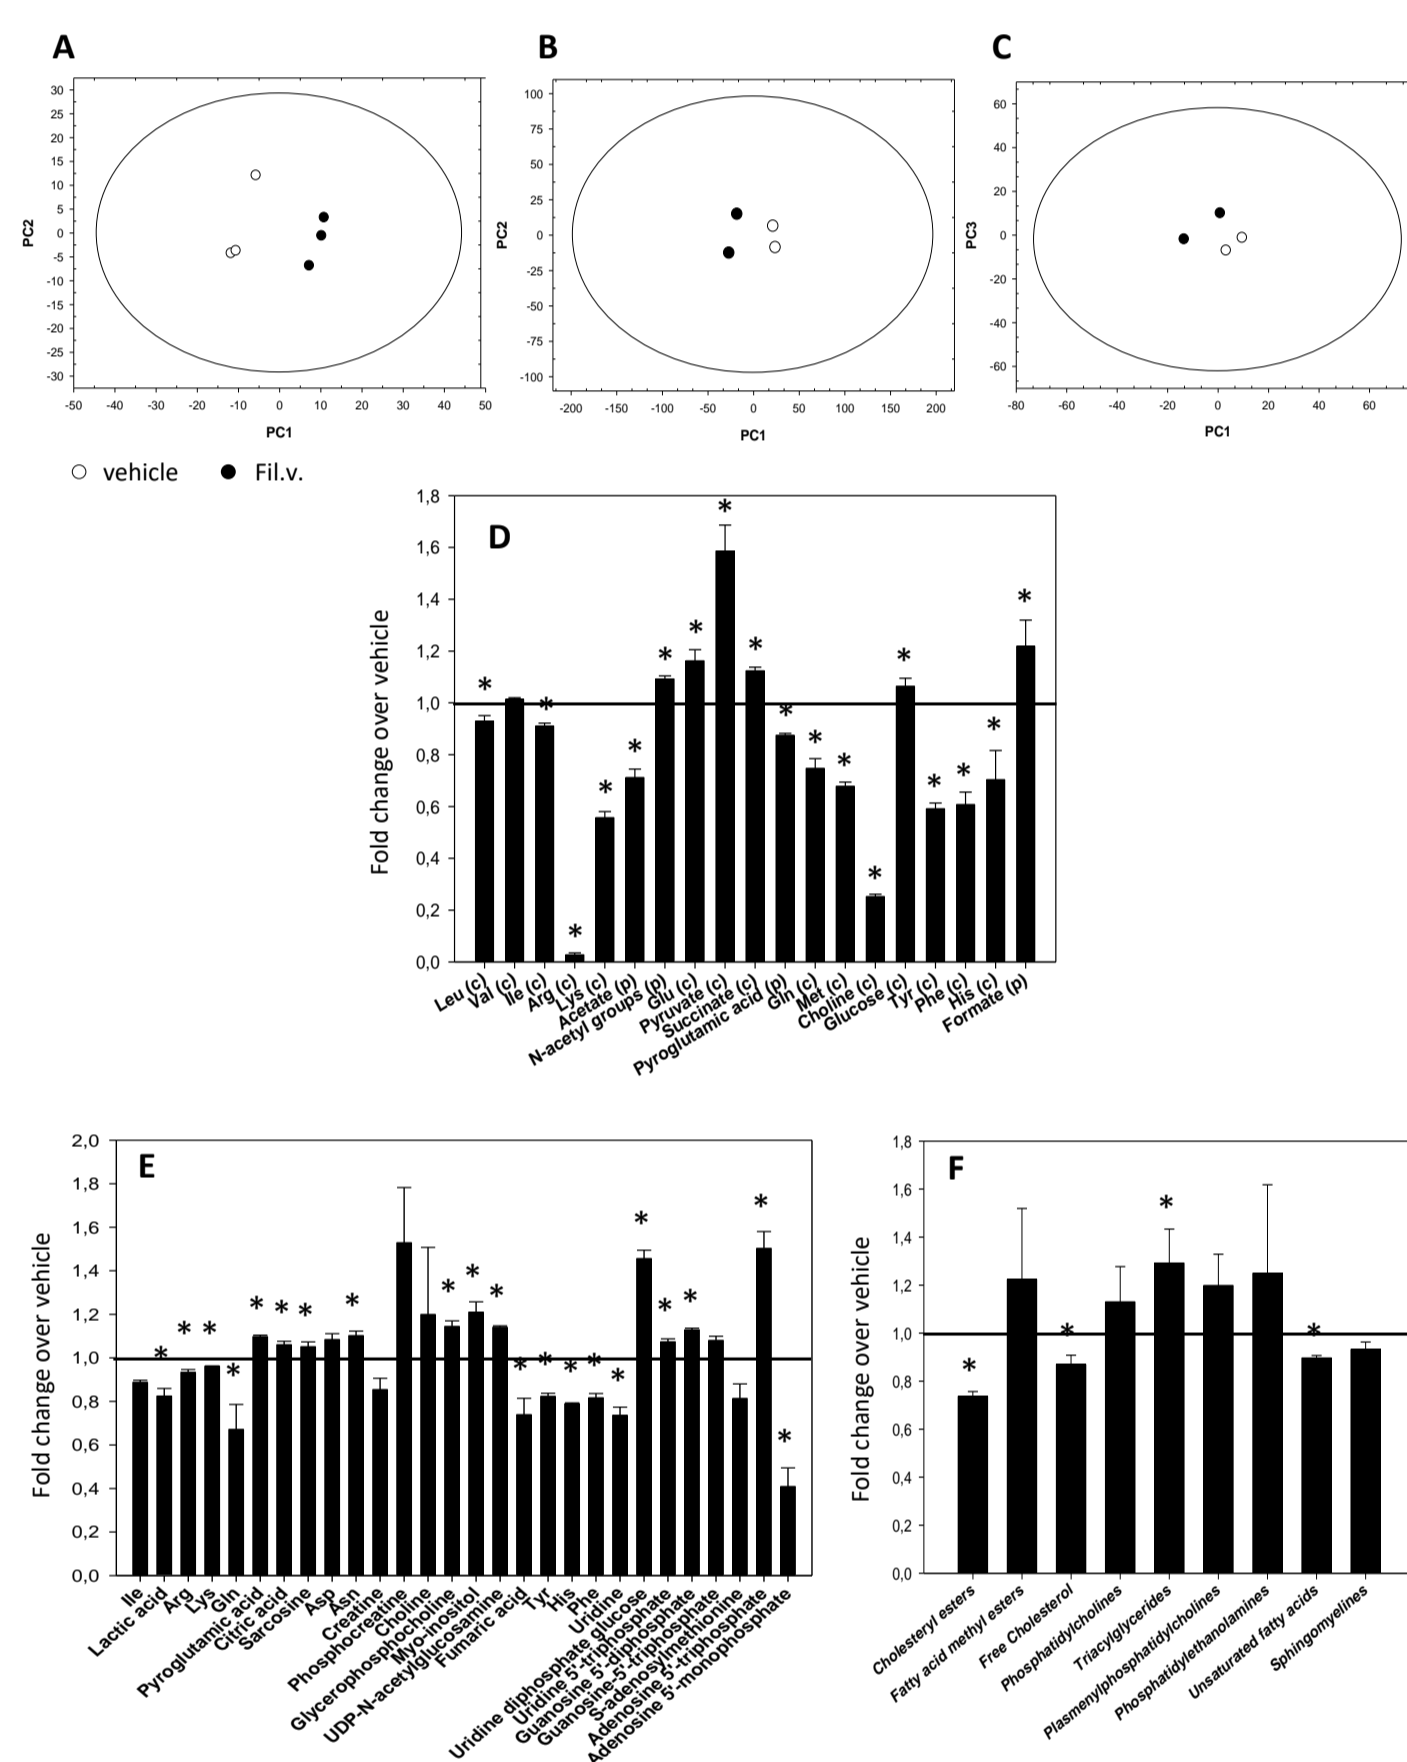 A
B
C
30
25
20
15
10
5
0
-5
-10
-15
-20
-25
-30
PC2
-50 -40 -30 -20 -10 0 10 20 30 40 50
PC1
100
75
50
25
0
-25
-50
-75
-100
PC2
-200 -150 -100 -50 0 50 100 150 200
PC1
60
40
20
0
-20
-40
-60
PC3
-80 -60 -40 -20 0 20 40 60
PC1
vehicle Fil.v.
D
1,8
1,6
1,4
1,2
1,0
0,8
0,6
0,4
0,2
0,0
Fold change over vehicle
* * * * * * * * * * * * * * * * * *
Leu (c)
Val (c)
Ile (c)
Arg (c)
Lys (c)
Acetate (p)
N-acetyl groups (p)
Glu (c)
Pyruvate (c)
Succinate (c)
Pyroglutamic acid (p)
Gln (c)
Met (c)
Choline (c)
Glucose (c)
Tyr (c)
Phe (c)
His (c)
Formate (p)
E
2,0
1,8
1,6
1,4
1,2
1,0
0,8
0,6
0,4
0,2
0,0
Fold change over vehicle
* * * * * * * * * * * * * * * * * * * * *
Ile
Lactic acid
Arg
Lys
Gln
Pyroglutamic acid
Citric acid
Sarcosine
Asp
Asn
Creatine
Phosphocreatine
Choline
Glycerophosphocholine
Myo-inositol
UDP-N-acetylglucosamine
Fumaric acid
Tyr
His
Phe
Uridine
Uridine diphosphate glucose
Uridine 5'-triphosphate
Guanosine 5'-diphosphate
Guanosine-5'-triphosphate
S-adenosylmethionine
Adenosine 5'-triphosphate
Adenosine 5'-monophosphate
F
1,8
1,6
1,4
1,2
1,0
0,8
0,6
0,4
0,2
0,0
Fold change over vehicle
* * * *
Cholesteryl esters
Fatty acid methyl esters
Free Cholesterol
Phosphatidylcholines
Triacylglycerides
Plasmenylphosphatidylcholines
Phosphatidylethanolamines
Unsaturated fatty acids
Sphingomyelines